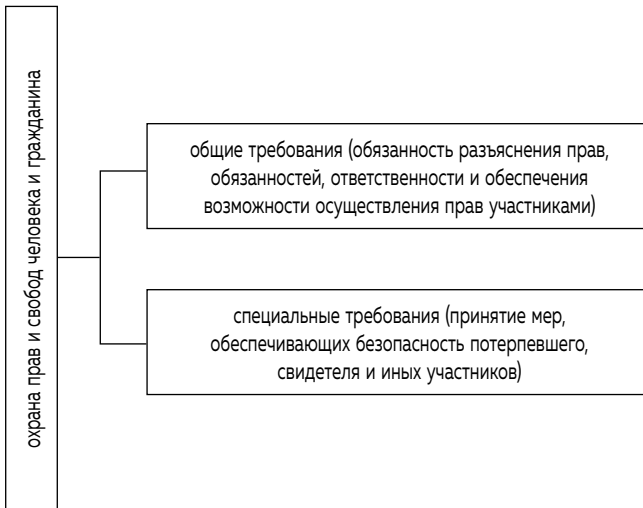 охрана прав и свобод человека и гражданина
общие требования (обязанность разъяснения прав,
обязанностей, ответственности и обеспечения
возможности осуществления прав участниками)
специальные требования (принятие мер,
обеспечивающих безопасность потерпевшего,
свидетеля и иных участников)